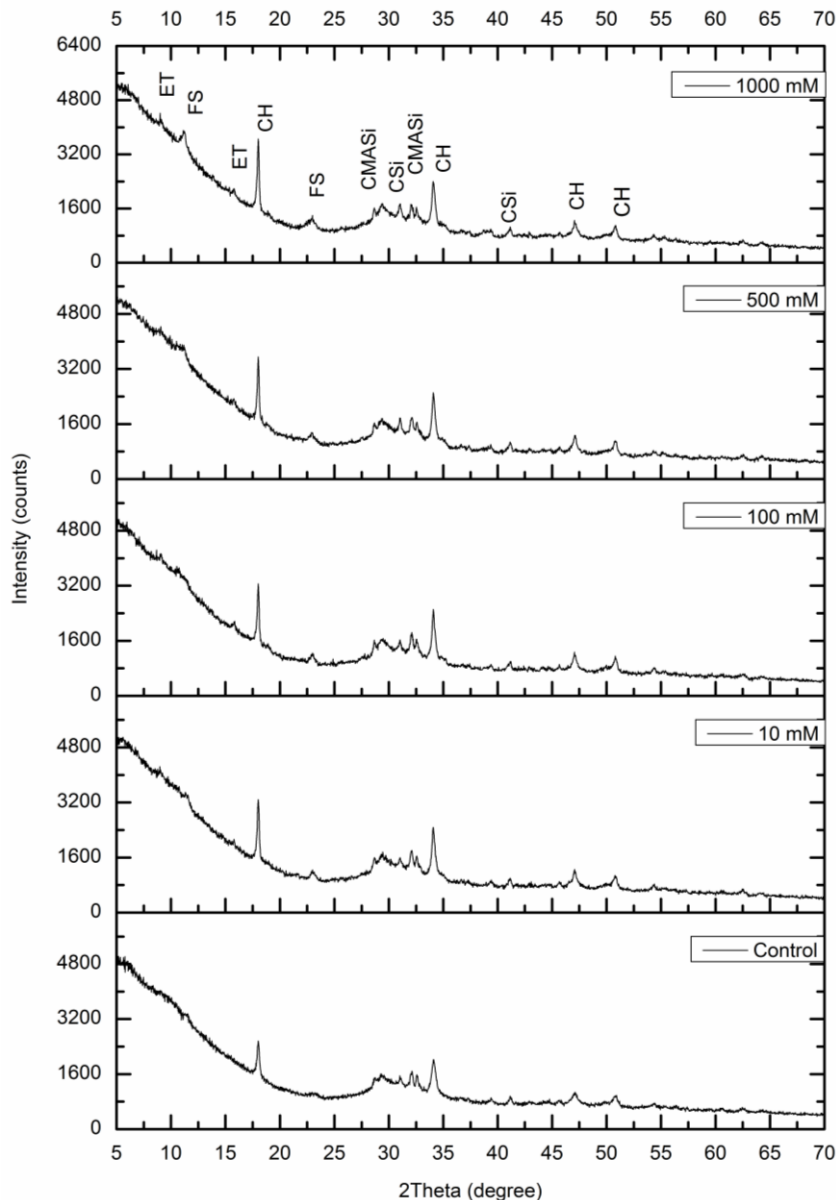 5 10 15 20 25 30 35 40 45 50 55 60 65 70
6400
4800
3200
1600
0
ET
FS
ET
CH
FS
CMASi
CSi
CMASi
CH
CSi
CH
CH
1000 mM
4800
3200
1600
0
500 mM
4800
3200
1600
0
100 mM
4800
3200
1600
0
10 mM
4800
3200
1600
0
Control
5 10 15 20 25 30 35 40 45 50 55 60 65 70
Intensity (counts)
2Theta (degree)